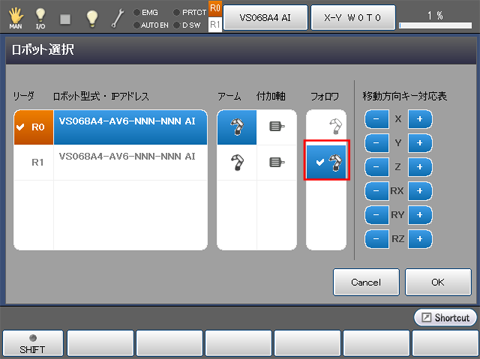 MAN
I/O
EMG
PRTCT
AUTO EN
D SW
R0
R1
VS068A4 AI
X-Y W0T0
1 %
ロボット選択
リーダ ロボット型式・IPアドレス アーム 付加軸 フォロワ 移動方向キー対応表
R0 VS068A4-AV6-NNN-NNN AI
R1 VS068A4-AV6-NNN-NNN AI
- X +
- Y +
- Z +
- RX +
- RY +
- RZ +
Cancel OK
Shortcut
SHIFT